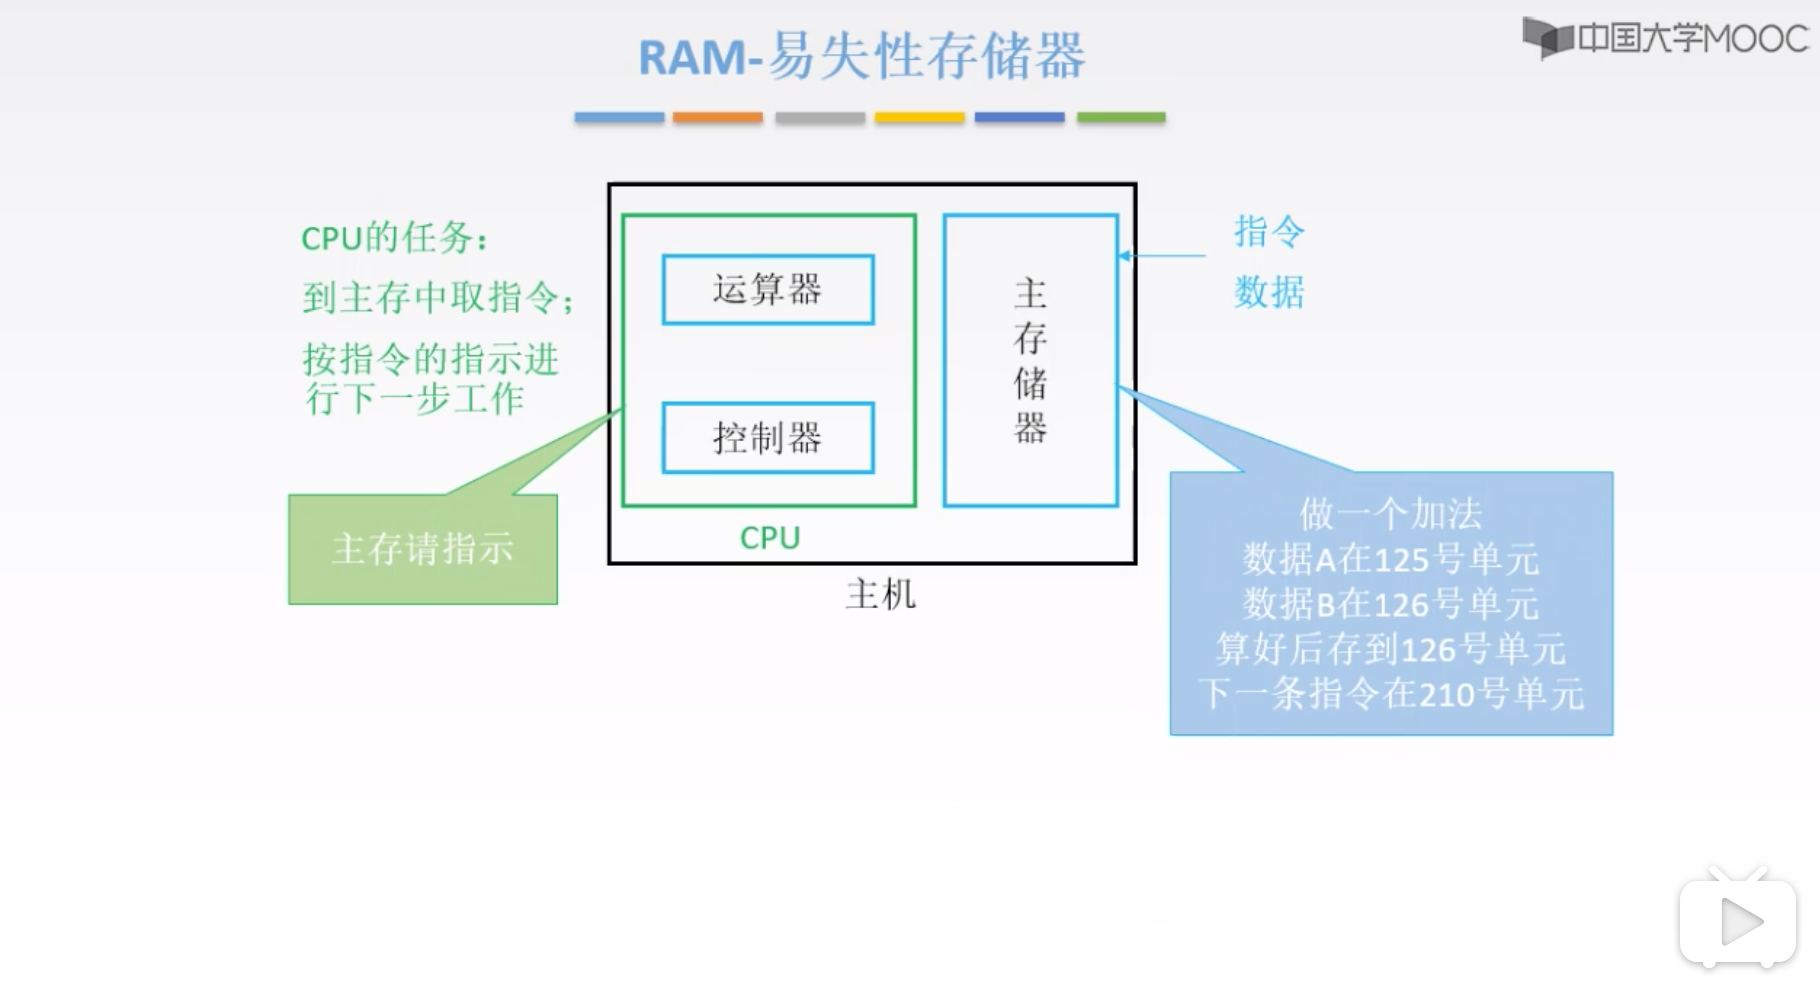 中国大学MOOC
RAM-易失性存储器
CPU的任务：
到主存中取指令；
按指令的指示进
行下一步工作
主存请指示
运算器
控制器
CPU
主存储器
主机
指令
数据
做一个加法
数据A在125号单元
数据B在126号单元
算好后存到126号单元
下一条指令在210号单元